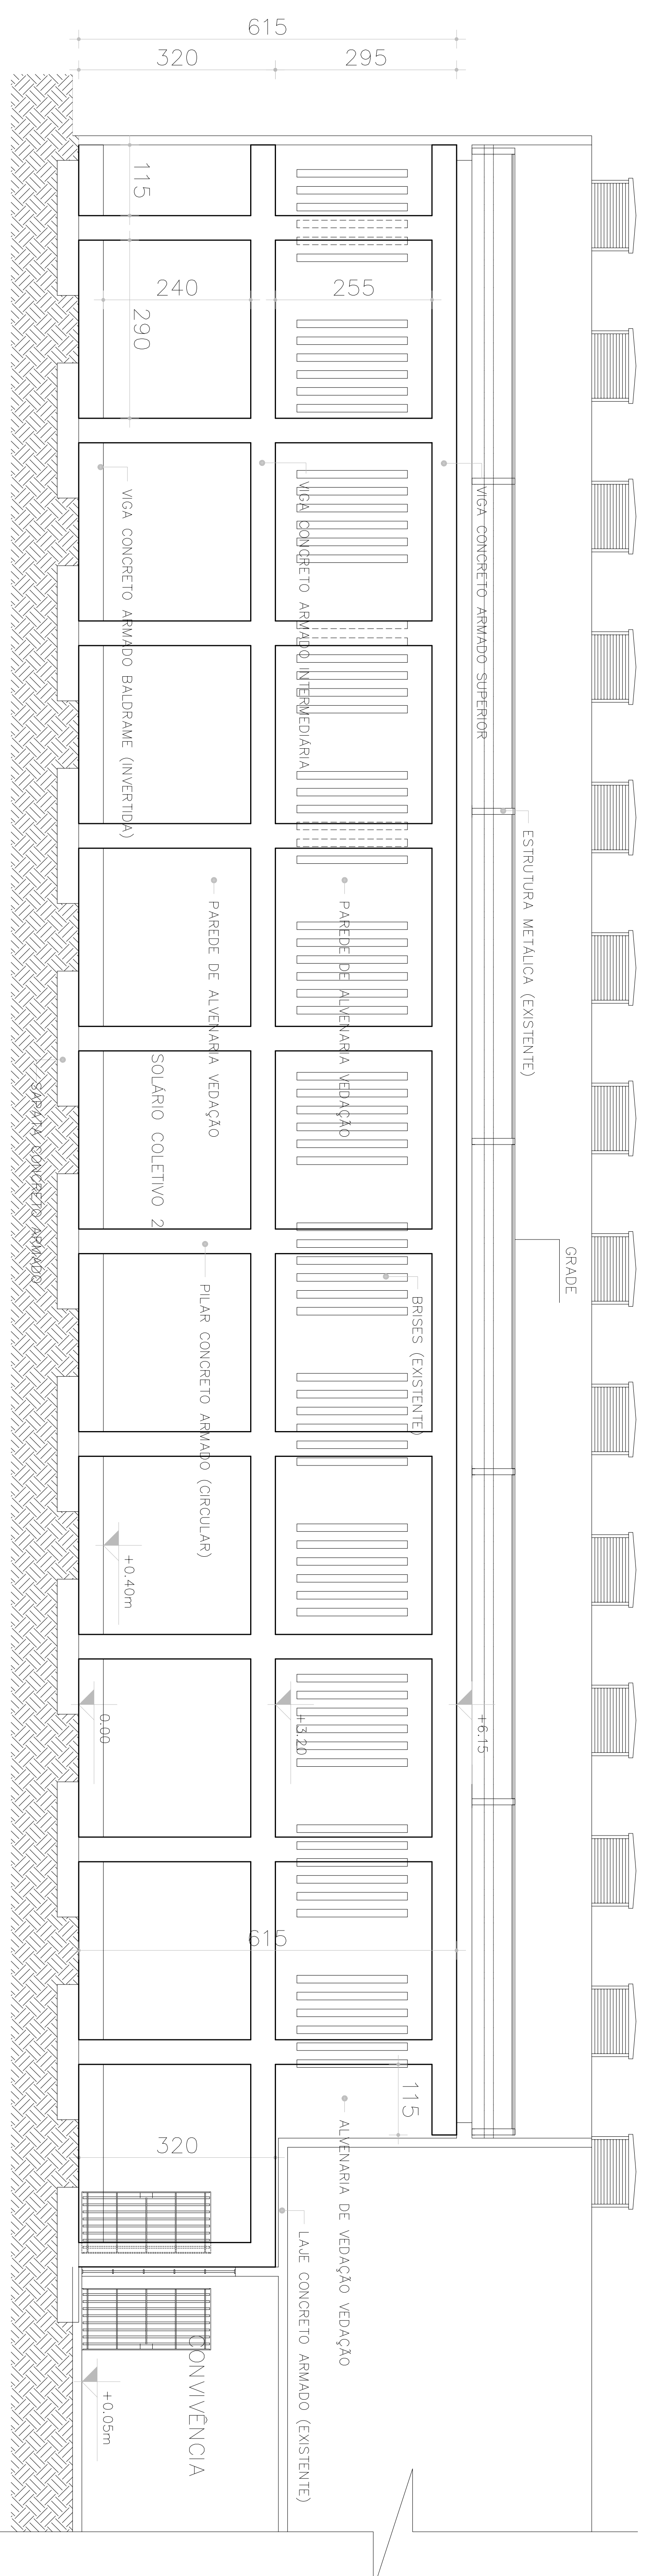 615
320
295
115
240
255
290
VIGA CONCRETO ARMADO BALDRAME (INVERTIDA)
VIGA CONCRETO ARMADO INTERMEDIÁRIA
VIGA CONCRETO ARMADO SUPERIOR
ESTRUTURA METÁLICA (EXISTENTE)
PAREDE DE ALVENARIA VEDAÇÃO
PAREDE DE ALVENARIA VEDAÇÃO
SOLÁRIO COLETIVO 2
SAPATA CONCRETO ARMADO
GRADE
PILAR CONCRETO ARMADO (CIRCULAR)
BRISES (EXISTENTE)
+0.40m
0.00
+3.20
+6.15
615
115
320
ALVENARIA DE VEDAÇÃO VEDAÇÃO
LAJE CONCRETO ARMADO (EXISTENTE)
CONVIVÊNCIA
+0.05m